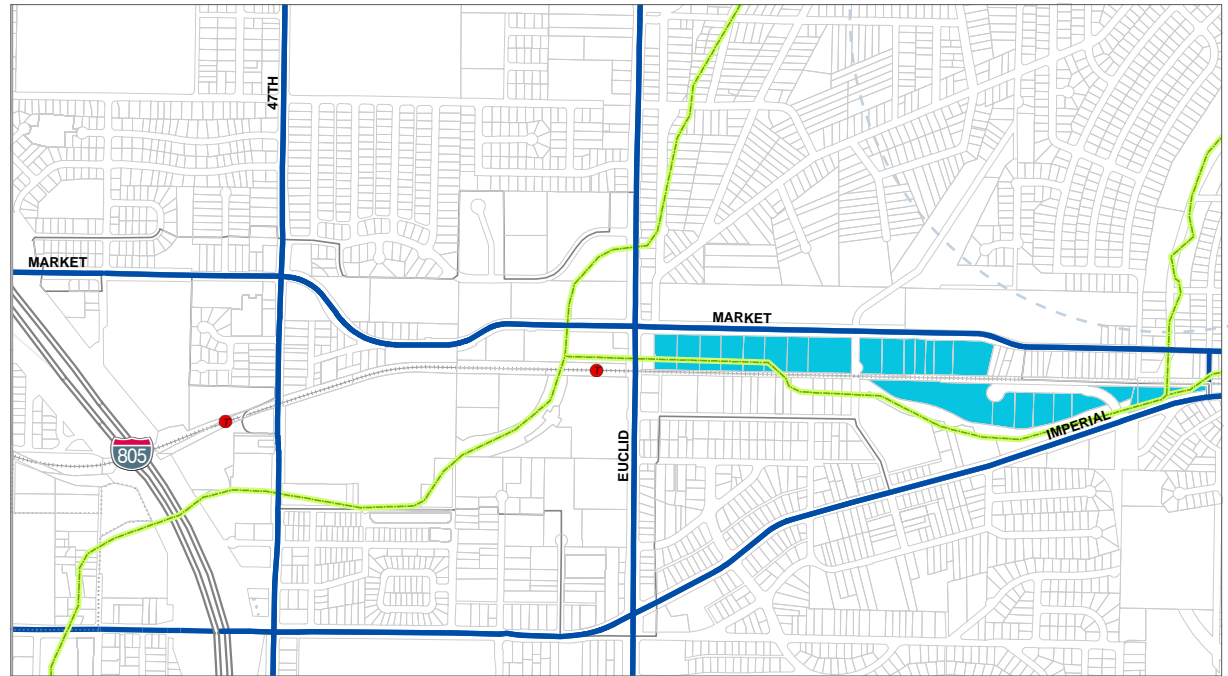 47TH
MARKET
MARKET
EUCLID
IMPERIAL
805
T
T